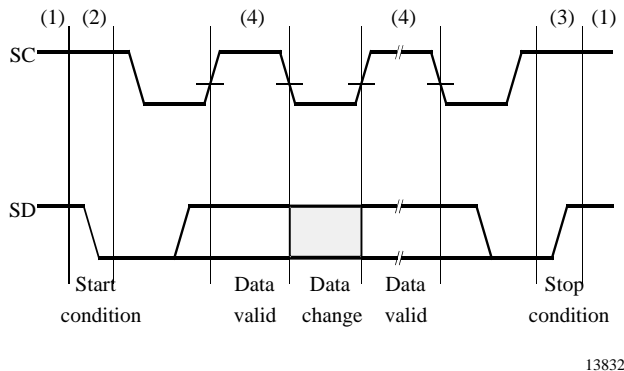 (1) (2) (4) (4) (3) (1)
SC
SD
Start Data Data Data Stop
condition valid change valid condition
13832